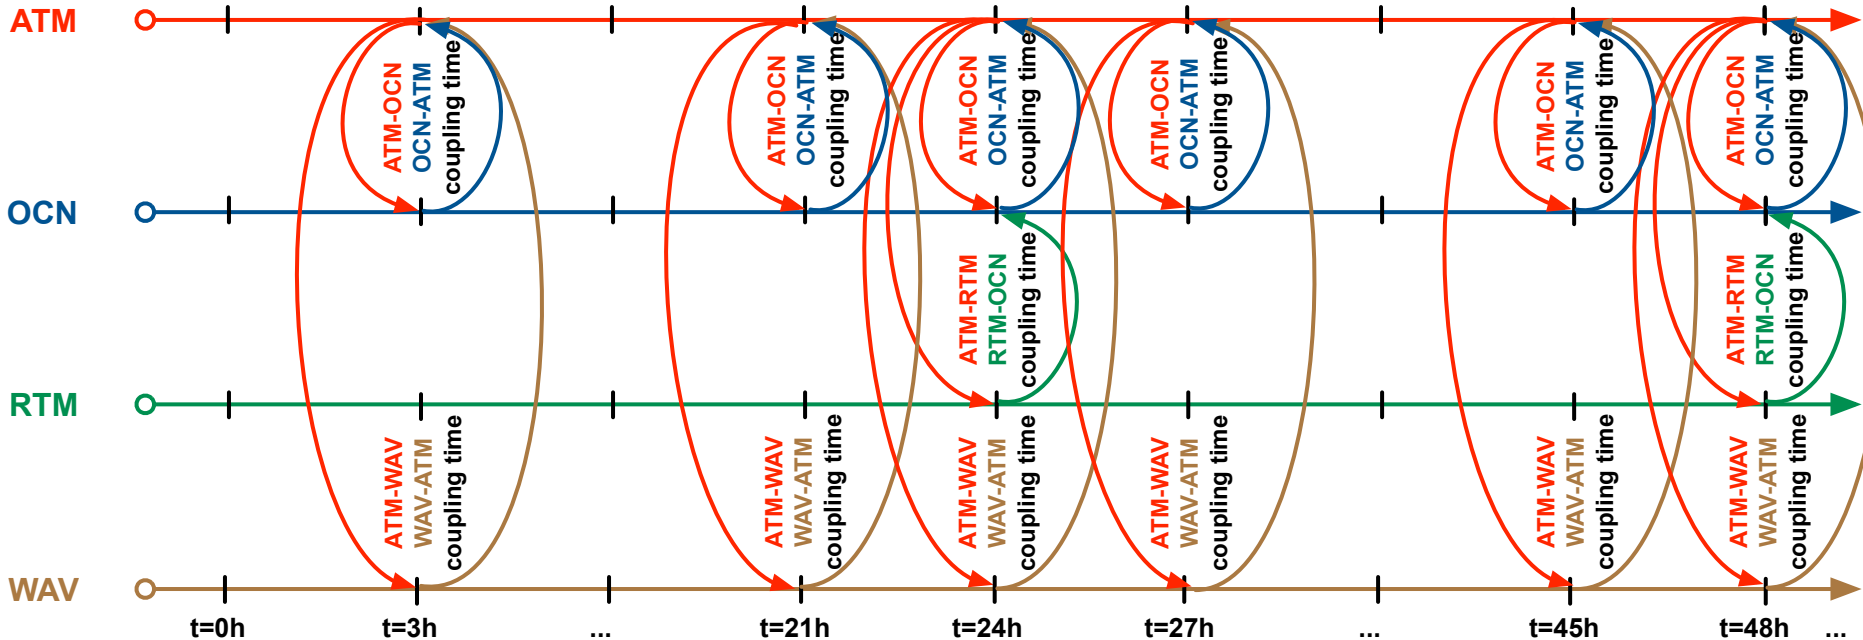 ATM
ATM-OCN
OCN-ATM
coupling time
ATM-OCN
OCN-ATM
coupling time
ATM-OCN
OCN-ATM
coupling time
ATM-OCN
OCN-ATM
coupling time
ATM-OCN
OCN-ATM
coupling time
ATM-OCN
OCN-ATM
coupling time
OCN
ATM-RTM
RTM-OCN
coupling time
ATM-RTM
RTM-OCN
coupling time
RTM
ATM-WAV
WAV-ATM
coupling time
ATM-WAV
WAV-ATM
coupling time
ATM-WAV
WAV-ATM
coupling time
ATM-WAV
WAV-ATM
coupling time
ATM-WAV
WAV-ATM
coupling time
ATM-WAV
WAV-ATM
coupling time
WAV
t=0h t=3h ... t=21h t=24h t=27h ... t=45h t=48h ...